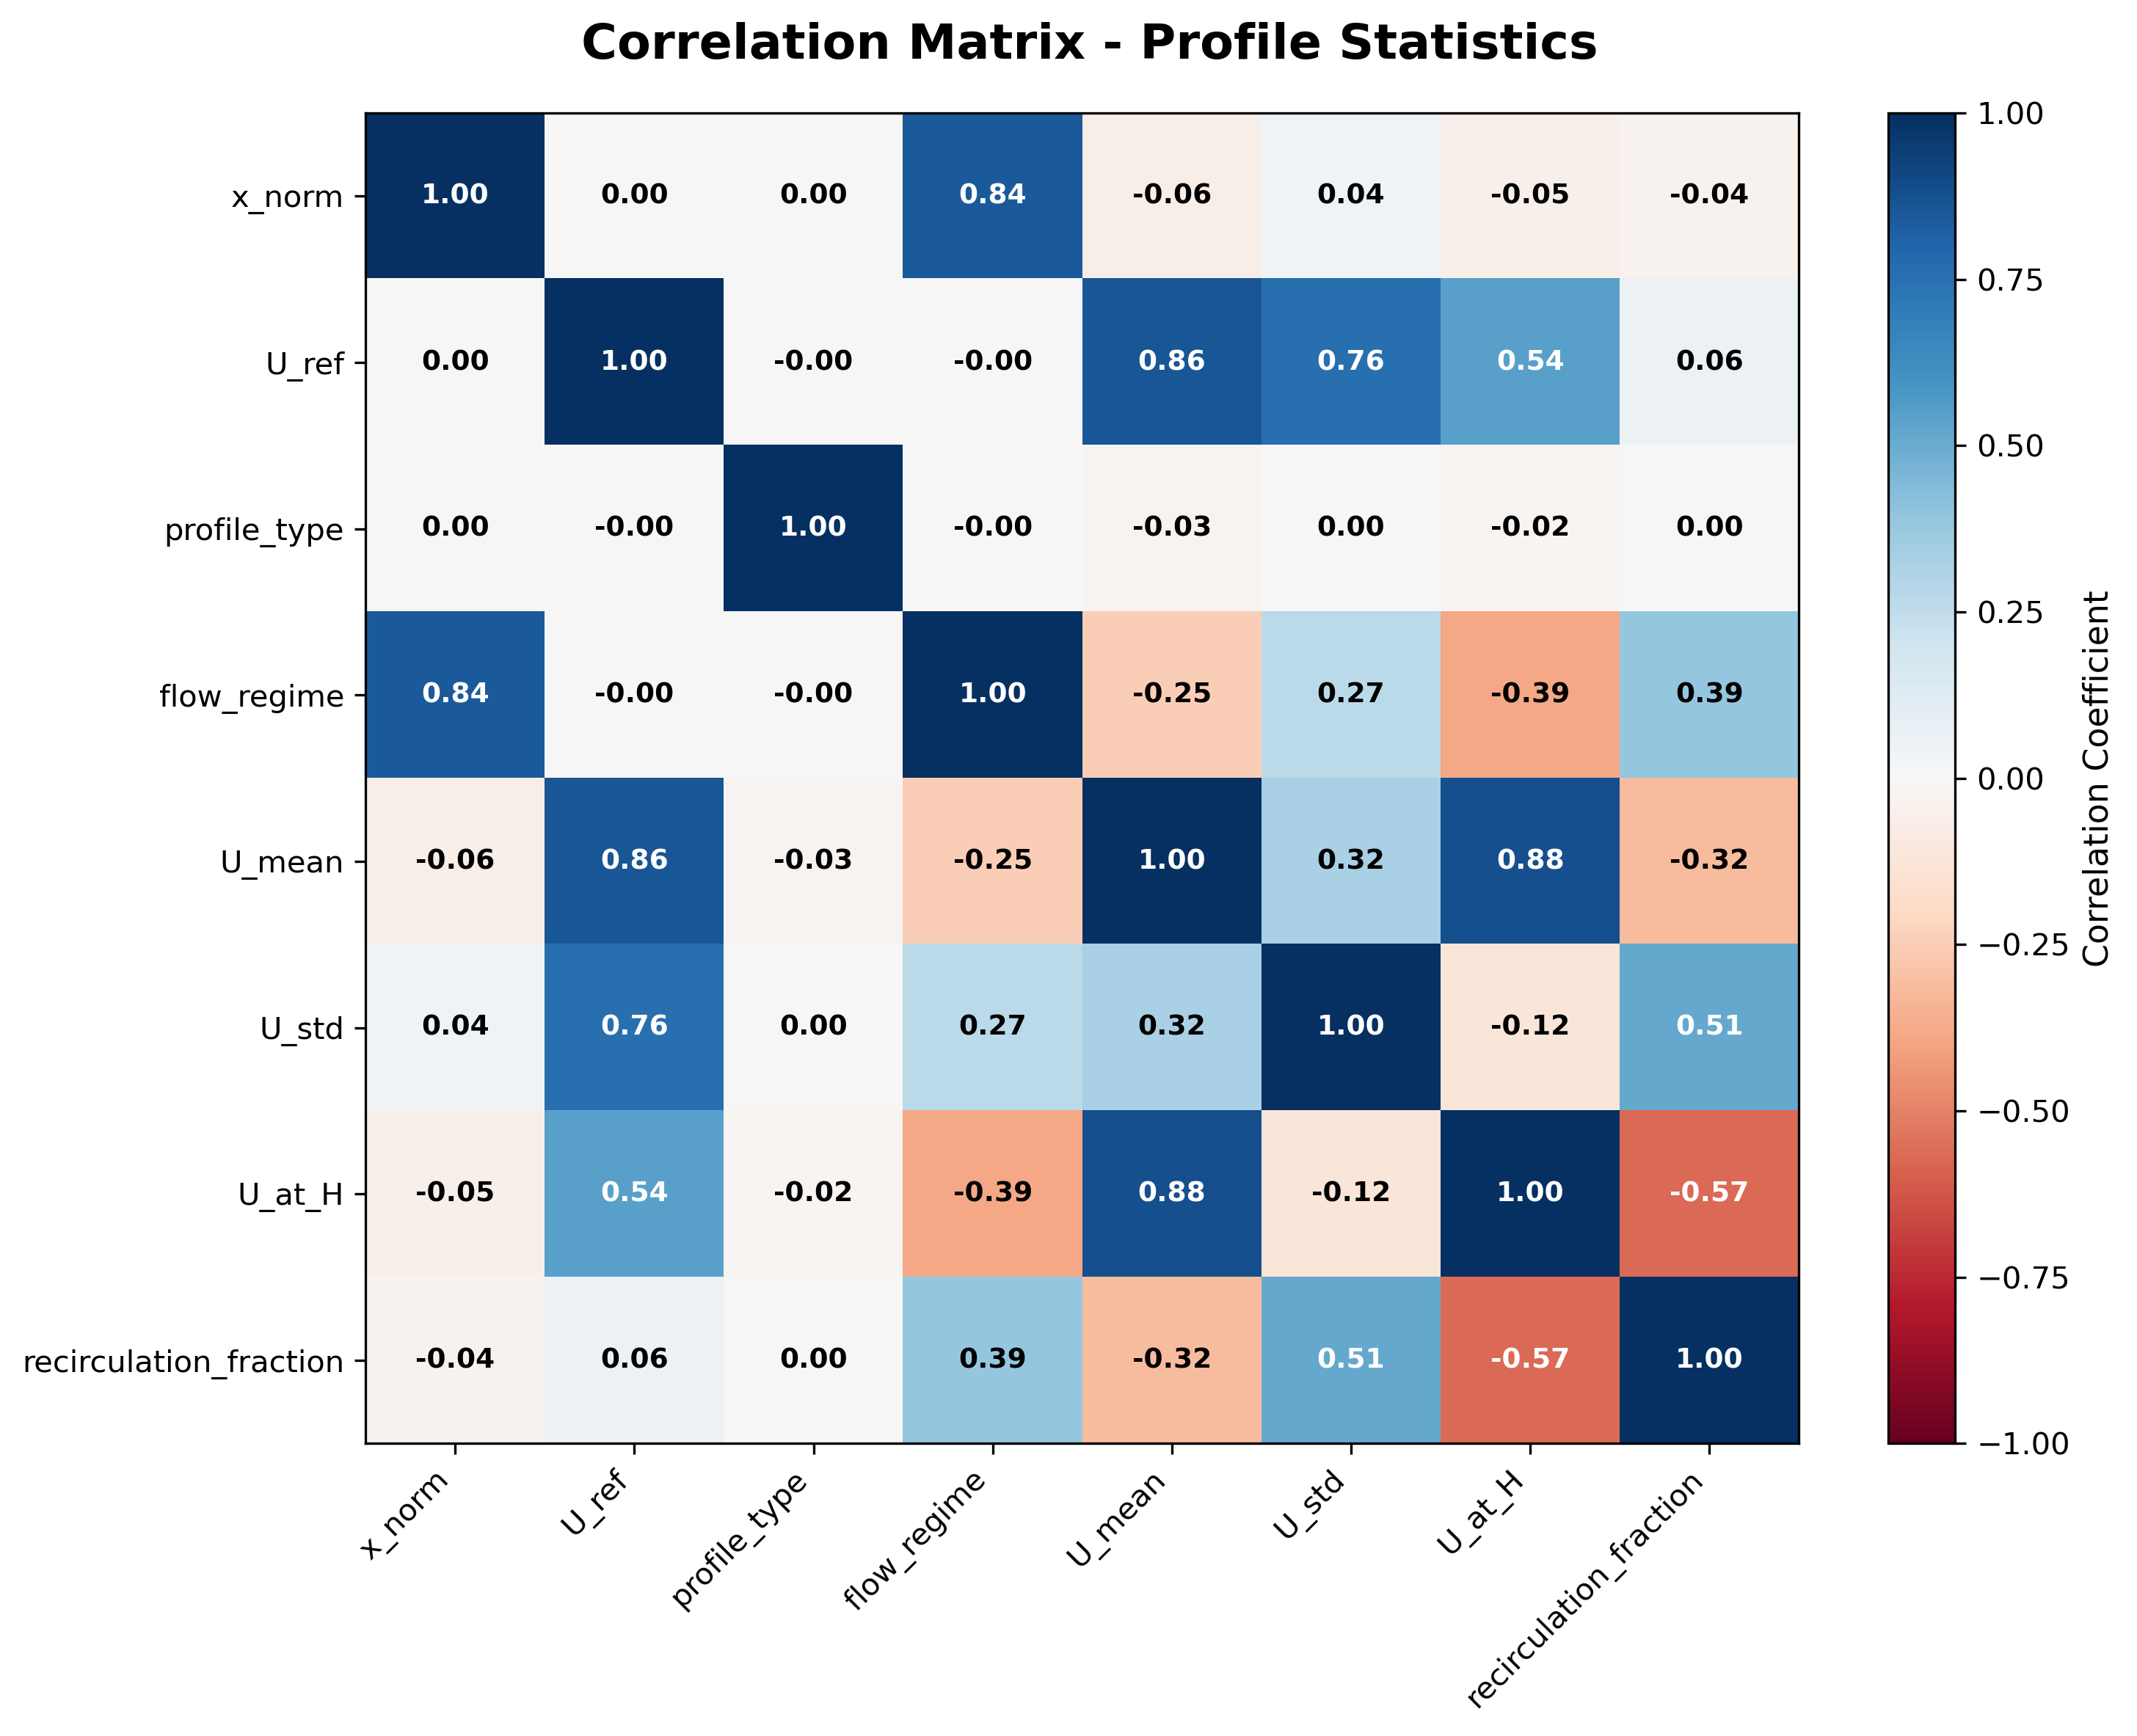 Correlation Matrix - Profile Statistics
x_norm 1.00 0.00 0.00 0.84 -0.06 0.04 -0.05 -0.04
U_ref 0.00 1.00 -0.00 -0.00 0.86 0.76 0.54 0.06
profile_type 0.00 -0.00 1.00 -0.00 -0.03 0.00 -0.02 0.00
flow_regime 0.84 -0.00 -0.00 1.00 -0.25 0.27 -0.39 0.39
U_mean -0.06 0.86 -0.03 -0.25 1.00 0.32 0.88 -0.32
U_std 0.04 0.76 0.00 0.27 0.32 1.00 -0.12 0.51
U_at_H -0.05 0.54 -0.02 -0.39 0.88 -0.12 1.00 -0.57
recirculation_fraction -0.04 0.06 0.00 0.39 -0.32 0.51 -0.57 1.00
x_norm
U_ref
profile_type
flow_regime
U_mean
U_std
U_at_H
recirculation_fraction
1.00
0.75
0.50
0.25
0.00
−0.25
−0.50
−0.75
−1.00
Correlation Coefficient